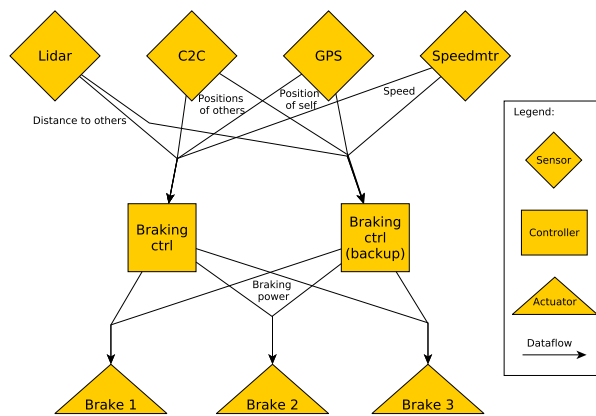 Lidar
C2C
GPS
Speedmtr
Distance to others
Positions
of others
Position
of self
Speed
Legend:
Sensor
Controller
Actuator
Dataflow
Braking
ctrl
Braking
ctrl
(backup)
Braking
power
Brake 1
Brake 2
Brake 3